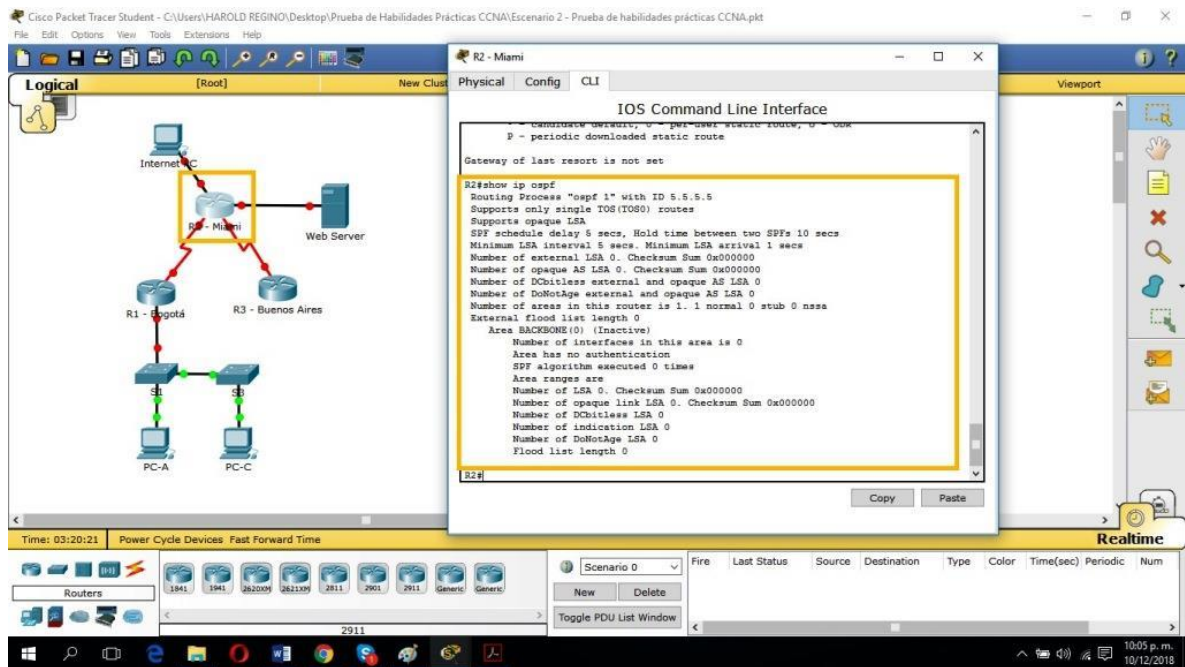 Cisco Packet Tracer Student - C:\Users\HAROLD REGINO\Desktop\Prueba de Habilidades Prácticas CCNA\Escenario 2 - Prueba de habilidades prácticas CCNA.pkt
File Edit Options View Tools Extensions Help
Logical
[Root]
New Clust
Viewport
Internet PC
Web Server
R1 - Bogotá
R3 - Buenos Aires
S1
S3
PC-A
PC-C
R2 - Miami
Physical Config CLI
IOS Command Line Interface
P - periodic downloaded static route
Gateway of last resort is not set
R2#show ip ospf
Routing Process "ospf 1" with ID 5.5.5.5
Supports only single TOS(TOS0) routes
Supports opaque LSA
SPF schedule delay 5 secs, Hold time between two SPFs 10 secs
Minimum LSA interval 5 secs. Minimum LSA arrival 1 secs
Number of external LSA 0. Checksum Sum 0x000000
Number of opaque AS LSA 0. Checksum Sum 0x000000
Number of DCbitless external and opaque AS LSA 0
Number of DoNotAge external and opaque AS LSA 0
Number of areas in this router is 1. 1 normal 0 stub 0 nssa
External flood list length 0
Area BACKBONE(0) (Inactive)
Number of interfaces in this area is 0
Area has no authentication
SPF algorithm executed 0 times
Area ranges are
Number of LSA 0. Checksum Sum 0x000000
Number of opaque link LSA 0. Checksum Sum 0x000000
Number of DCbitless LSA 0
Number of indication LSA 0
Number of DoNotAge LSA 0
Flood list length 0
R2#
Copy Paste
Time: 03:20:21 Power Cycle Devices Fast Forward Time
Realtime
Routers
1841 1941 2620XM 2621XM 2811 2901 2911 Generic Generic
2911
Scenario 0
New Delete
Toggle PDU List Window
Fire Last Status Source Destination Type Color Time(sec) Periodic Num
10:05 p. m.
10/12/2018